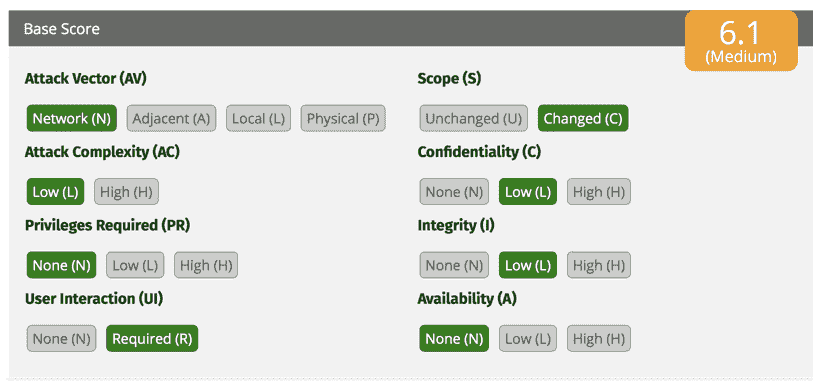 Base Score
6.1
(Medium)
Attack Vector (AV)
Network (N) Adjacent (A) Local (L) Physical (P)
Attack Complexity (AC)
Low (L) High (H)
Privileges Required (PR)
None (N) Low (L) High (H)
User Interaction (UI)
None (N) Required (R)
Scope (S)
Unchanged (U) Changed (C)
Confidentiality (C)
None (N) Low (L) High (H)
Integrity (I)
None (N) Low (L) High (H)
Availability (A)
None (N) Low (L) High (H)